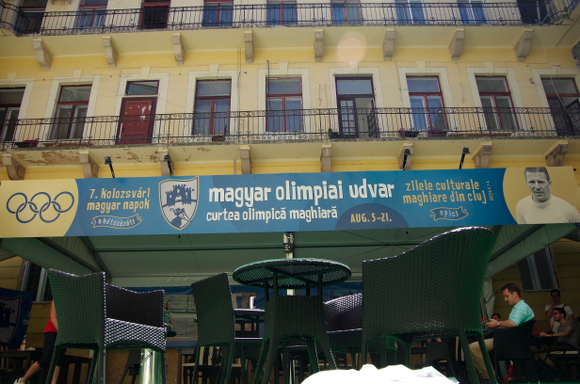 7. Kolozsvári
magyar napok
magyar olimpiai udvar
curtea olimpică maghiară
AUG. 5-21.
zilele culturale
maghiare din cluj